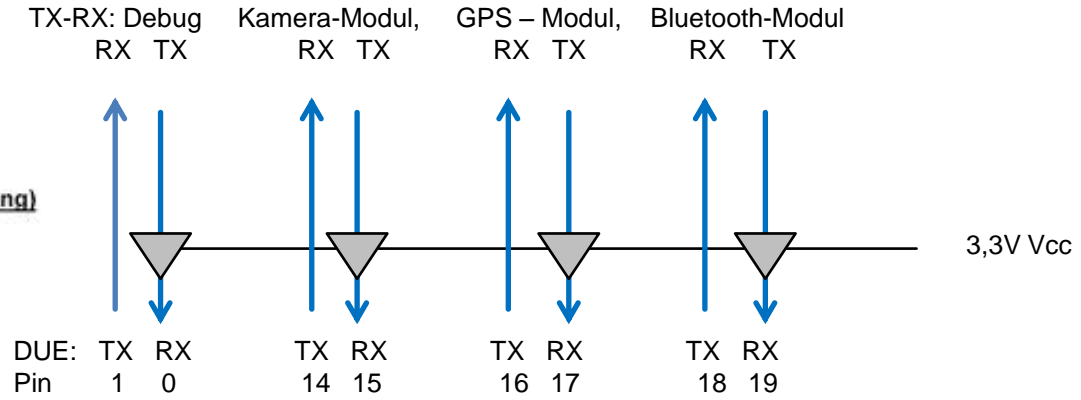 TX-RX: Debug Kamera-Modul, GPS – Modul, Bluetooth-Modul
RX TX RX TX RX TX RX TX
ng)
3,3V Vcc
DUE: TX RX TX RX TX RX TX RX
Pin 1 0 14 15 16 17 18 19